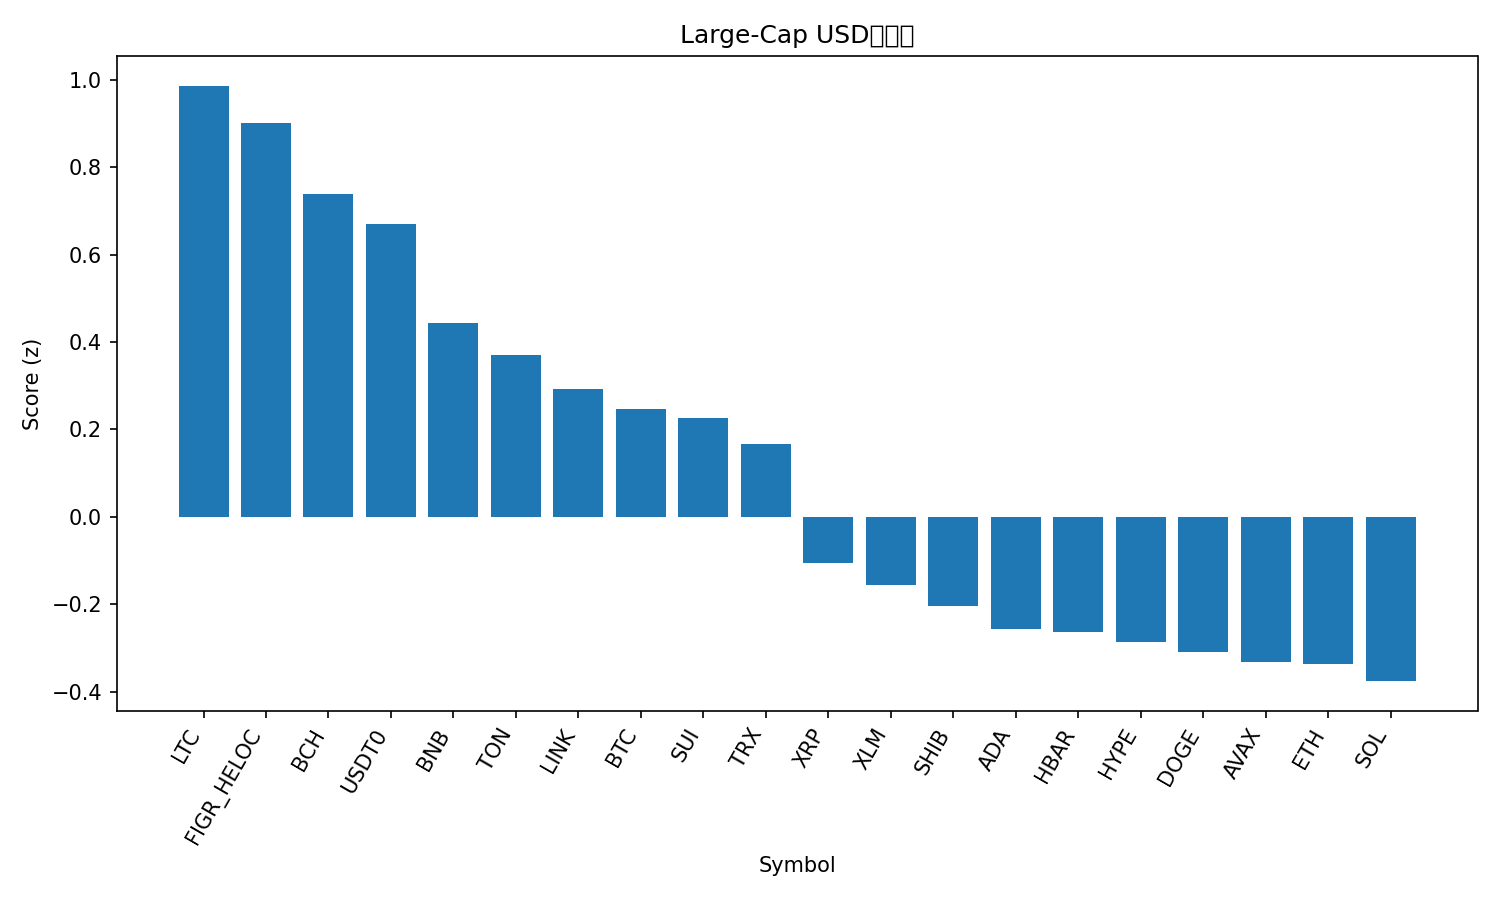 Large-Cap USD
Score (z)
1.0
0.8
0.6
0.4
0.2
0.0
−0.2
−0.4
LTC
FIGR_HELOC
BCH
USDT0
BNB
TON
LINK
BTC
SUI
TRX
XRP
XLM
SHIB
ADA
HBAR
HYPE
DOGE
AVAX
ETH
SOL
Symbol